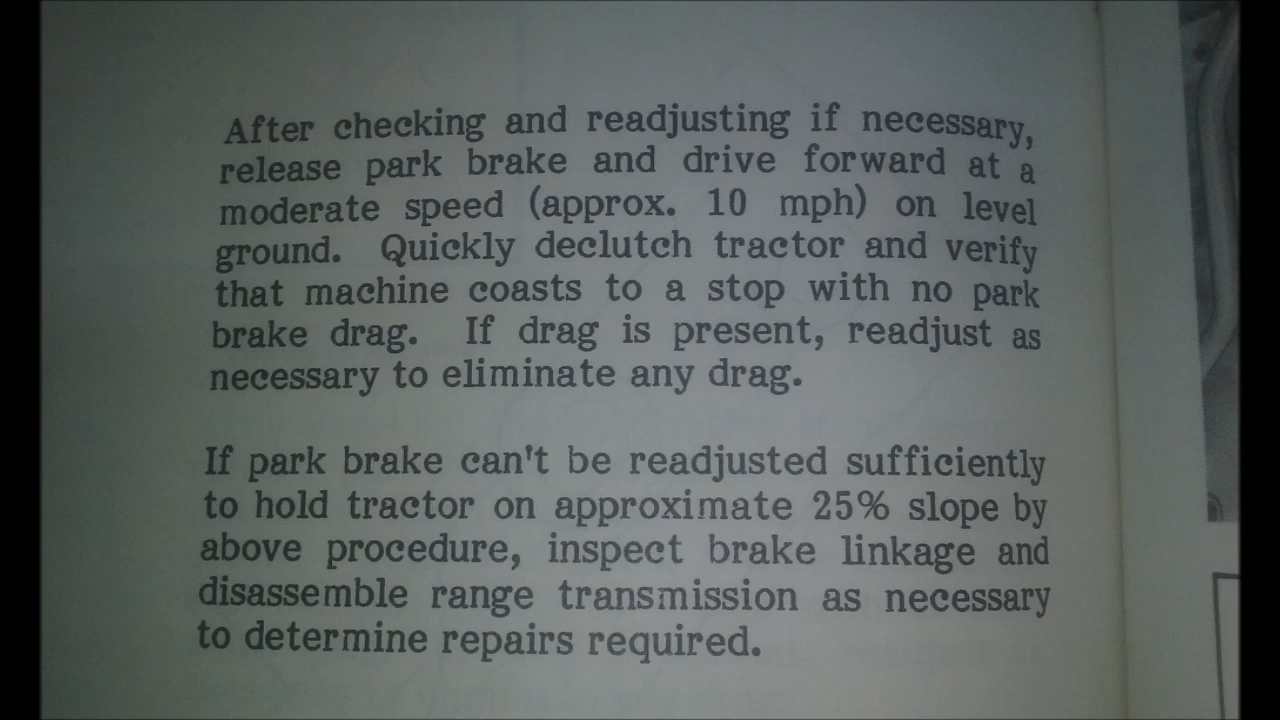 After checking and readjusting if necessary,
release park brake and drive forward at a
moderate speed (approx. 10 mph) on level
ground. Quickly declutch tractor and verify
that machine coasts to a stop with no park
brake drag. If drag is present, readjust as
necessary to eliminate any drag.
If park brake can't be readjusted sufficiently
to hold tractor on approximate 25% slope by
above procedure, inspect brake linkage and
disassemble range transmission as necessary
to determine repairs required.